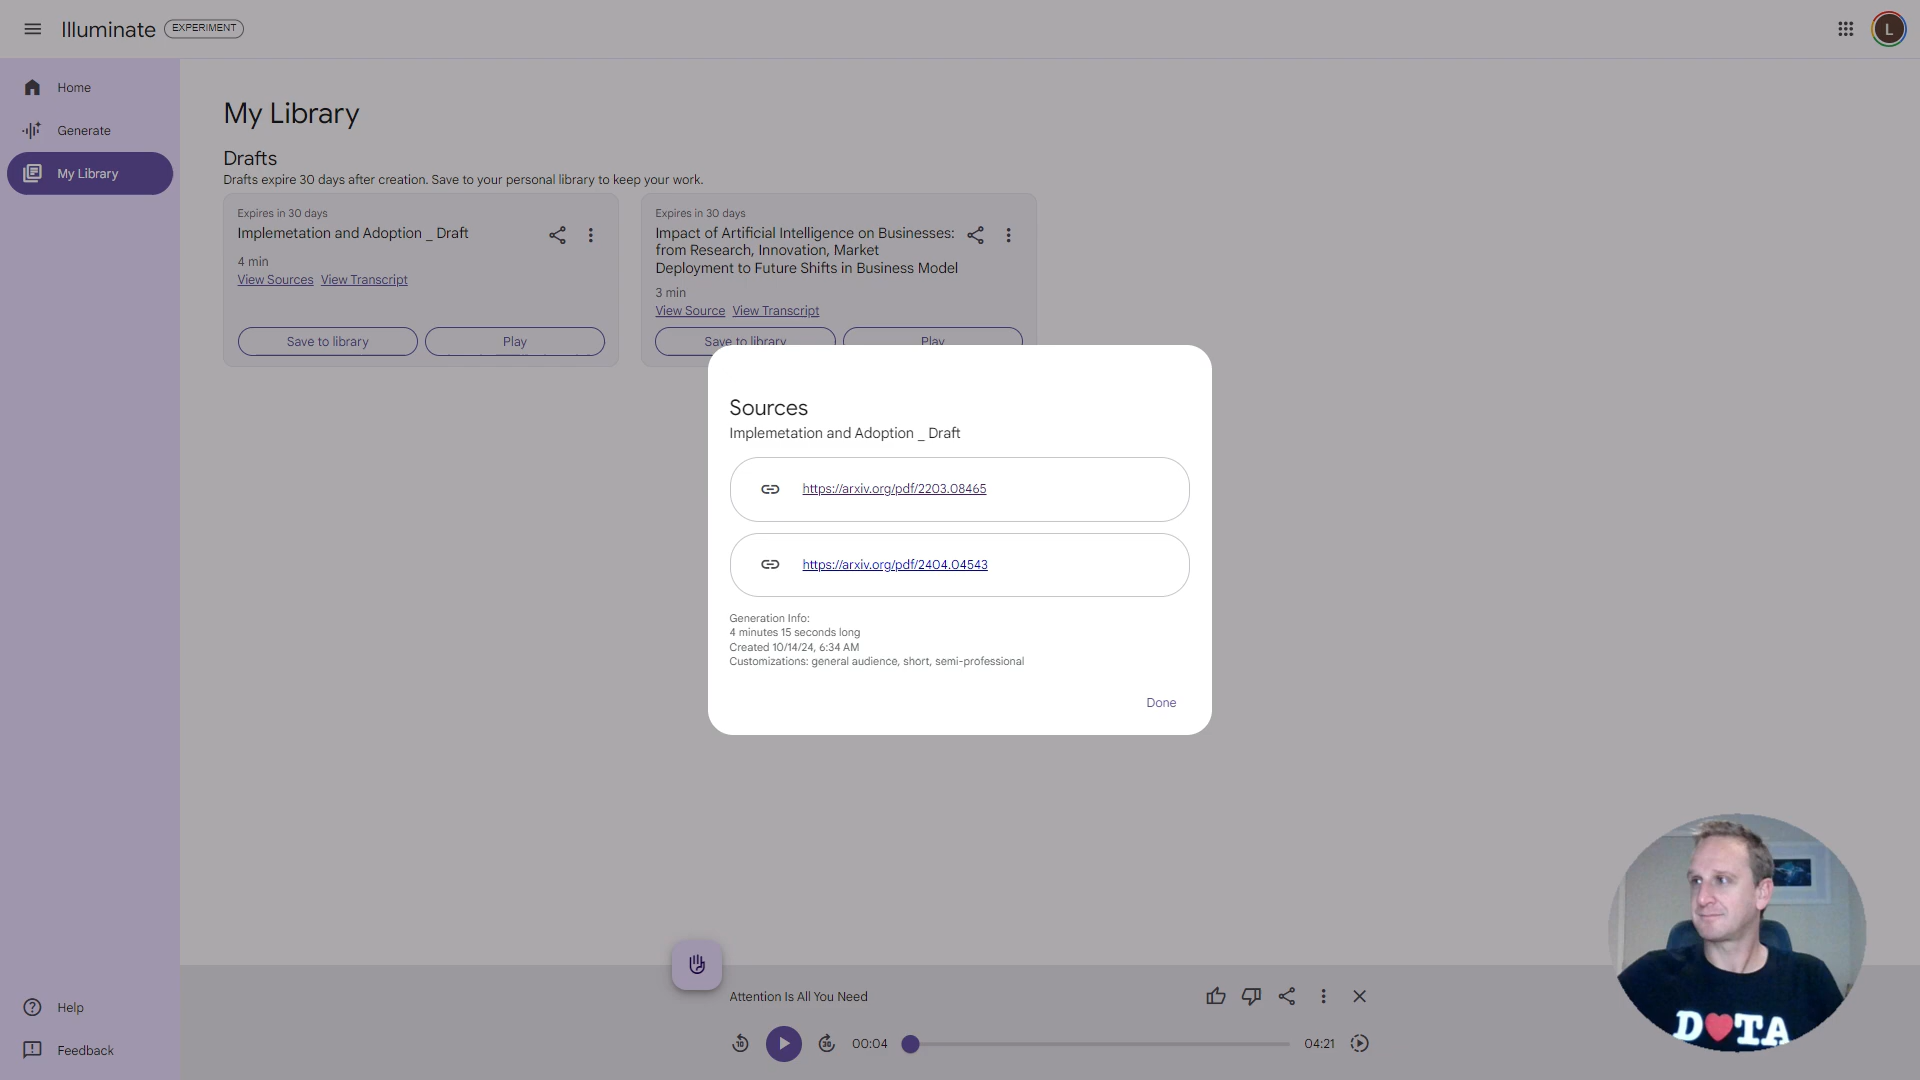 Illuminate EXPERIMENT
L
Home
Generate
My Library
My Library
Drafts
Drafts expire 30 days after creation. Save to your personal library to keep your work.
Expires in 30 days
Implemetation and Adoption _ Draft
4 min
View Sources View Transcript
Save to library Play
Expires in 30 days
Impact of Artificial Intelligence on Businesses:
from Research, Innovation, Market
Deployment to Future Shifts in Business Model
3 min
View Source View Transcript
Save to library Play
Sources
Implemetation and Adoption _ Draft
https://arxiv.org/pdf/2203.08465
https://arxiv.org/pdf/2404.04543
Generation Info:
4 minutes 15 seconds long
Created 10/14/24, 6:34 AM
Customizations: general audience, short, semi-professional
Done
Help
Feedback
Attention Is All You Need
10 30 00:04 04:21
D❤TA